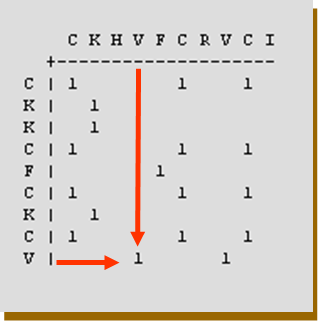 C K H V F C R V C I
+--------------------
C | 1         1     1
K |   1
K |   1
C | 1         1     1
F |         1
C | 1         1     1
K |   1
C | 1         1     1
V |       1       1